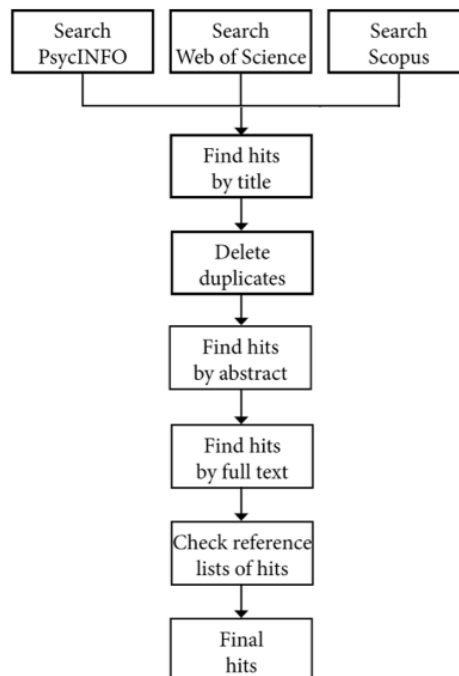 Search
PsycINFO
Search
Web of Science
Search
Scopus
Find hits
by title
Delete
duplicates
Find hits
by abstract
Find hits
by full text
Check reference
lists of hits
Final
hits